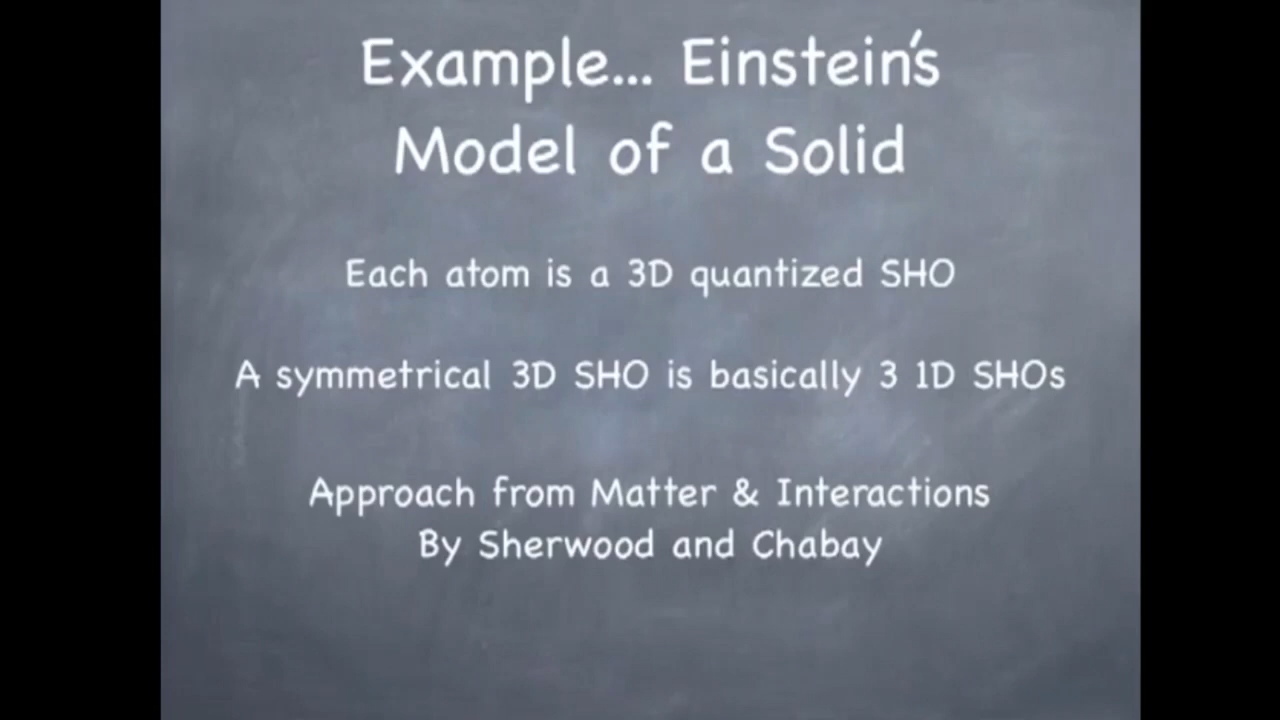 Example... Einstein's
Model of a Solid
Each atom is a 3D quantized SHO
A symmetrical 3D SHO is basically 3 1D SHOs
Approach from Matter & Interactions
By Sherwood and Chabay